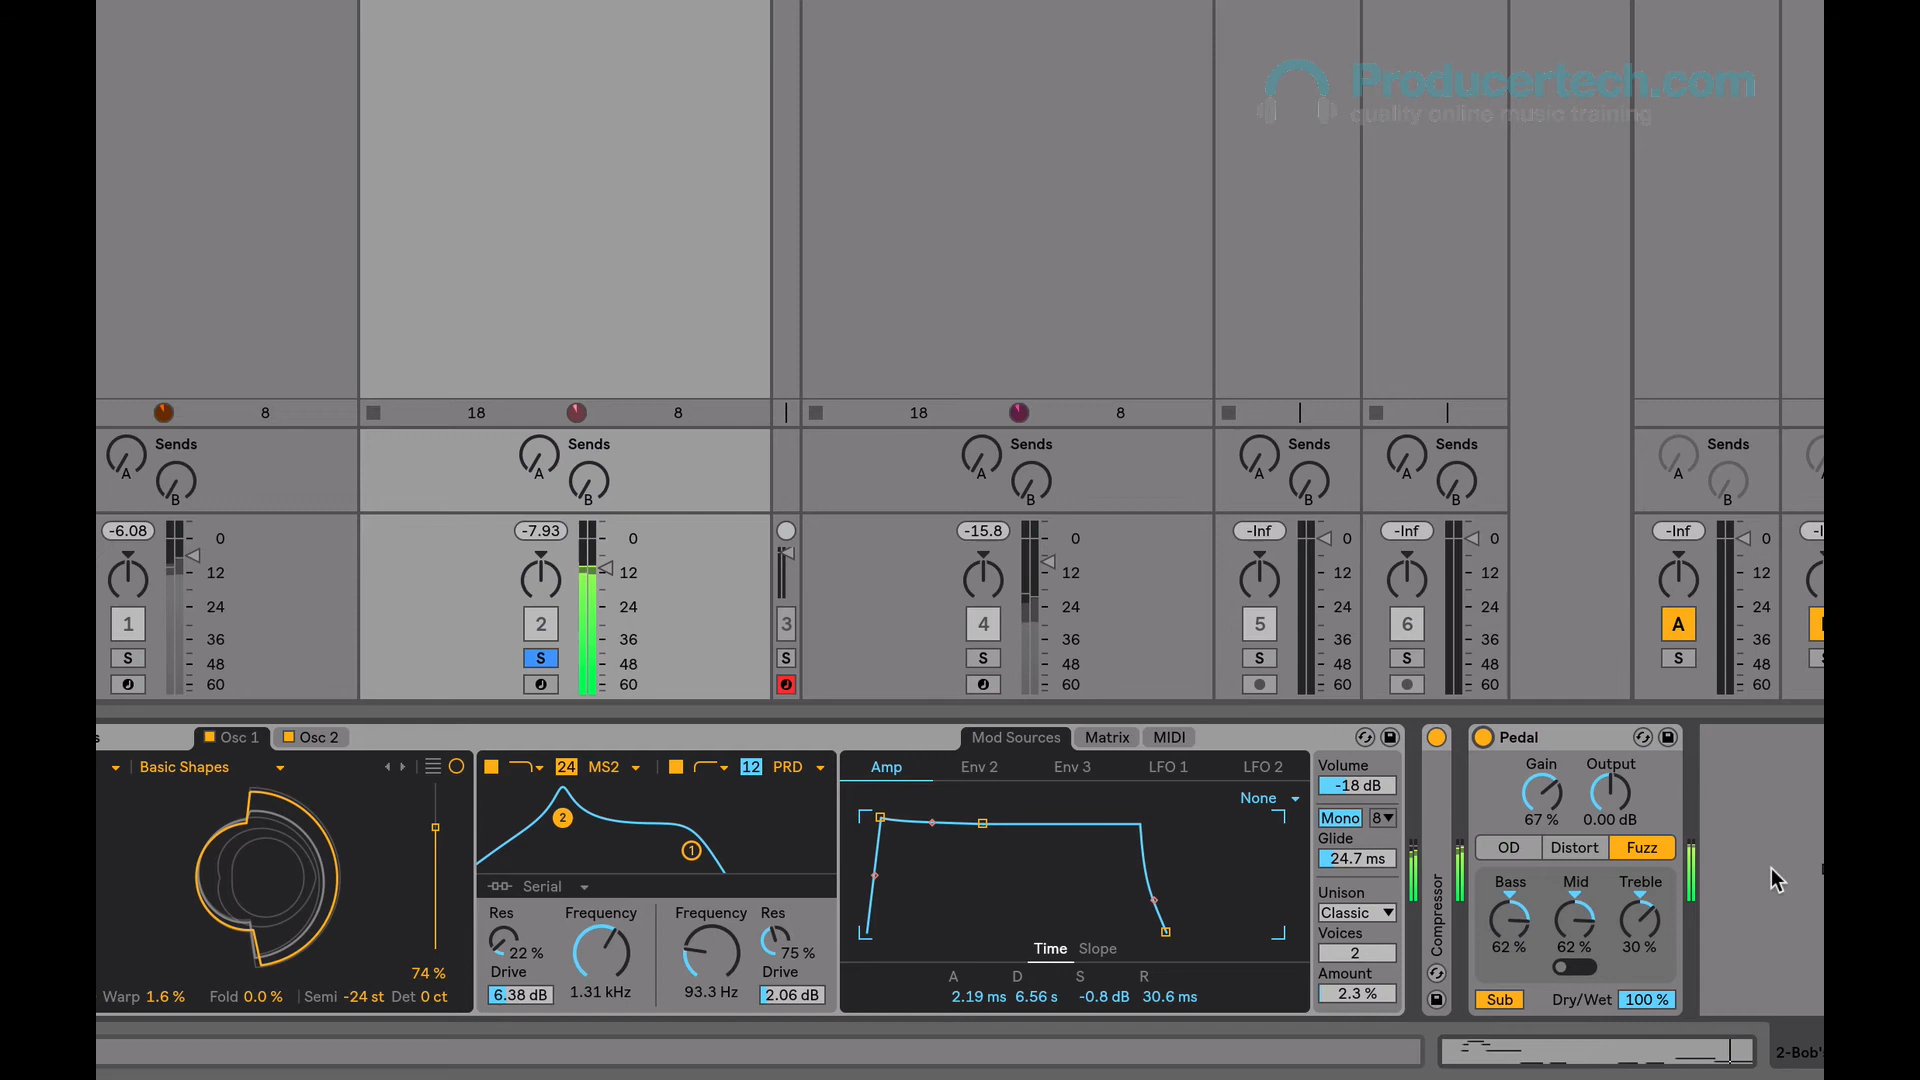 Producertech.com
quality online music training
8 18 8 18 8
Sends Sends Sends Sends Sends Sends
A A A A A A
B B B B B B
-6.08 -7.93 -15.8 -Inf -Inf -Inf
0 0 0 0 0 0
12 12 12 12 12 12
24 24 24 24 24 24
1 2 3 4 5 6 A
36 36 36 36 36 36
S S S S S S S
48 48 48 48 48 48
60 60 60 60 60 60
Osc 1 Osc 2 Mod Sources Matrix MIDI Pedal
Basic Shapes 24 MS2 12 PRD Amp Env 2 Env 3 LFO 1 LFO 2 Volume Gain Output
-18 dB
None
2 Mono 8 67 % 0.00 dB
Glide
1 24.7 ms OD Distort Fuzz
Serial Unison Bass Mid Treble
Res Frequency Frequency Res Classic
22 % 75 % Time Slope Voices 62 % 62 % 30 %
2
Drive Drive A D S R Amount
74 %
6.38 dB 1.31 kHz 93.3 Hz 2.06 dB 2.19 ms 6.56 s -0.8 dB 30.6 ms 2.3 %
Warp 1.6 % Fold 0.0 % Semi -24 st Det 0 ct
Compressor
Sub Dry/Wet 100 %
2-Bob's